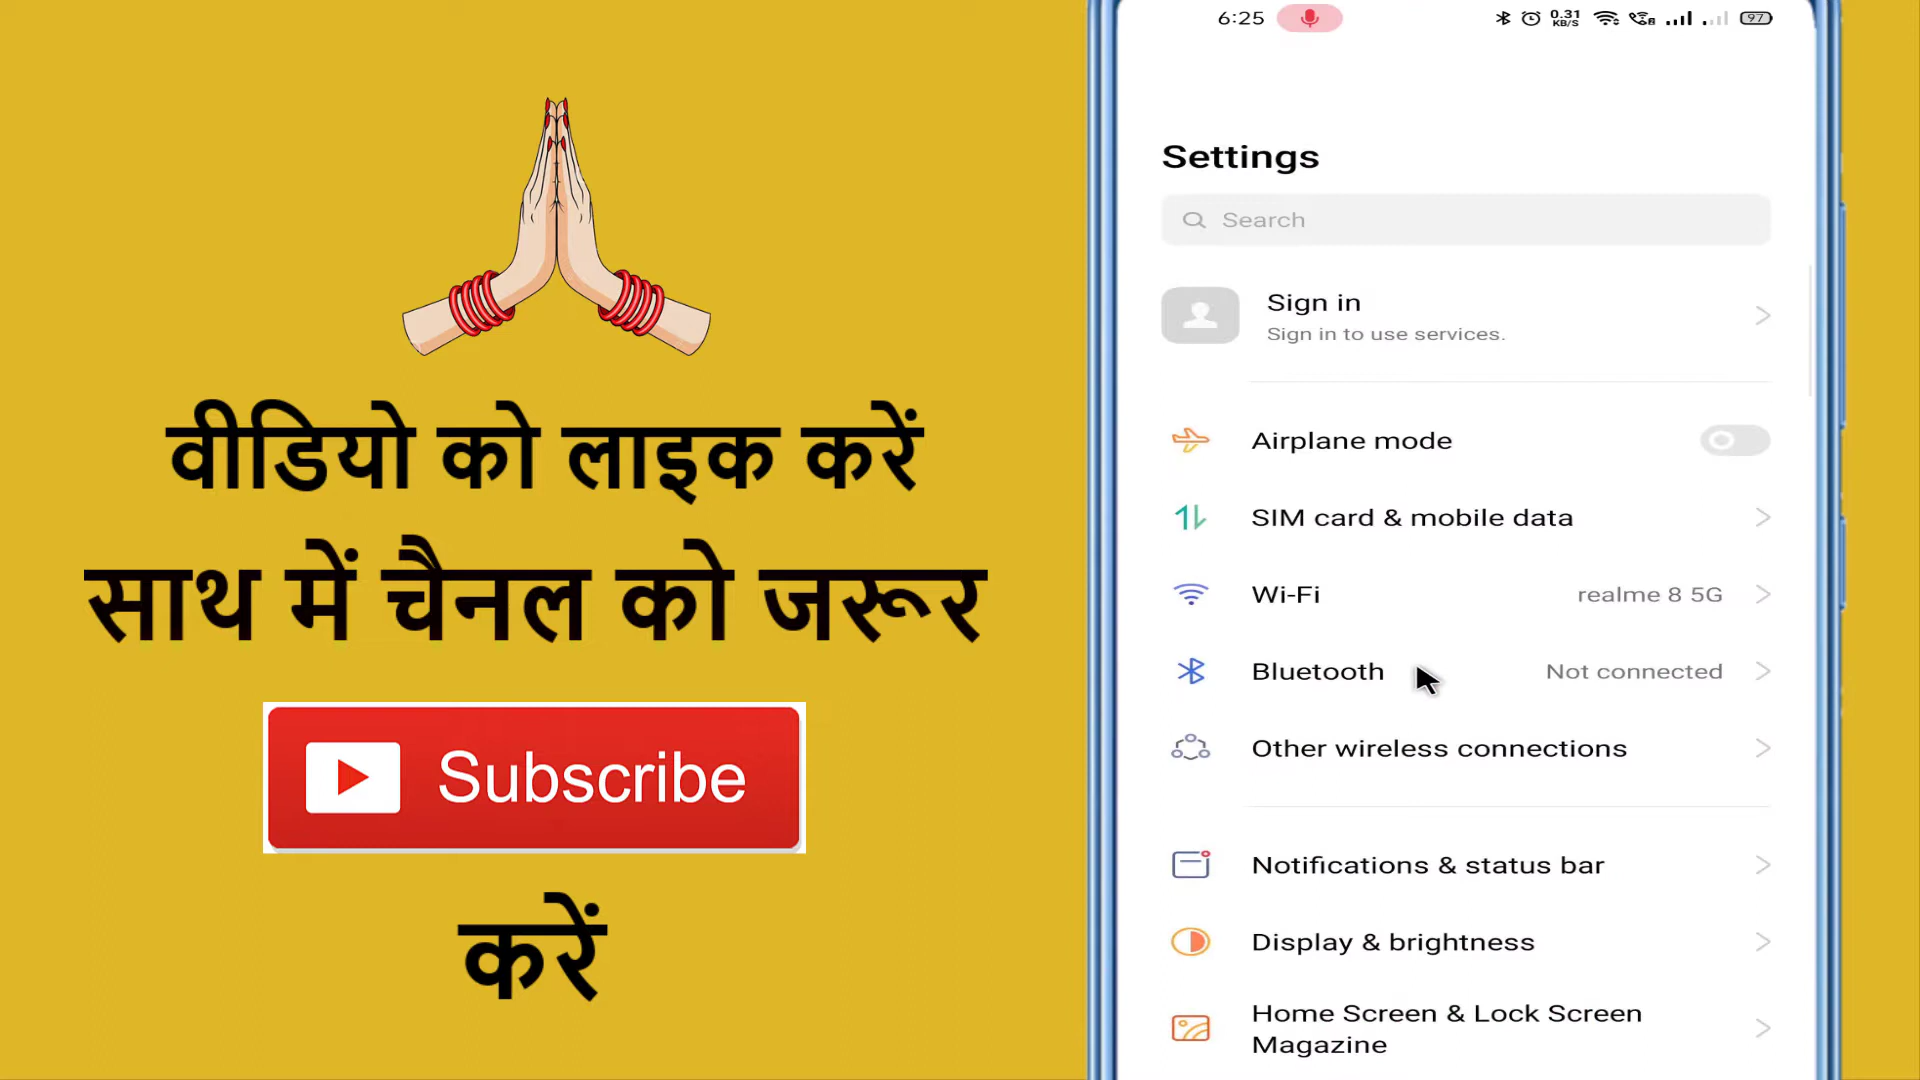 वीडियो को लाइक करें
साथ में चैनल को जरूर
Subscribe
करें
6:25
0.31
KB/S
97
Settings
Search
Sign in
Sign in to use services.
Airplane mode
SIM card & mobile data
Wi-Fi realme 8 5G
Bluetooth Not connected
Other wireless connections
Notifications & status bar
Display & brightness
Home Screen & Lock Screen
Magazine